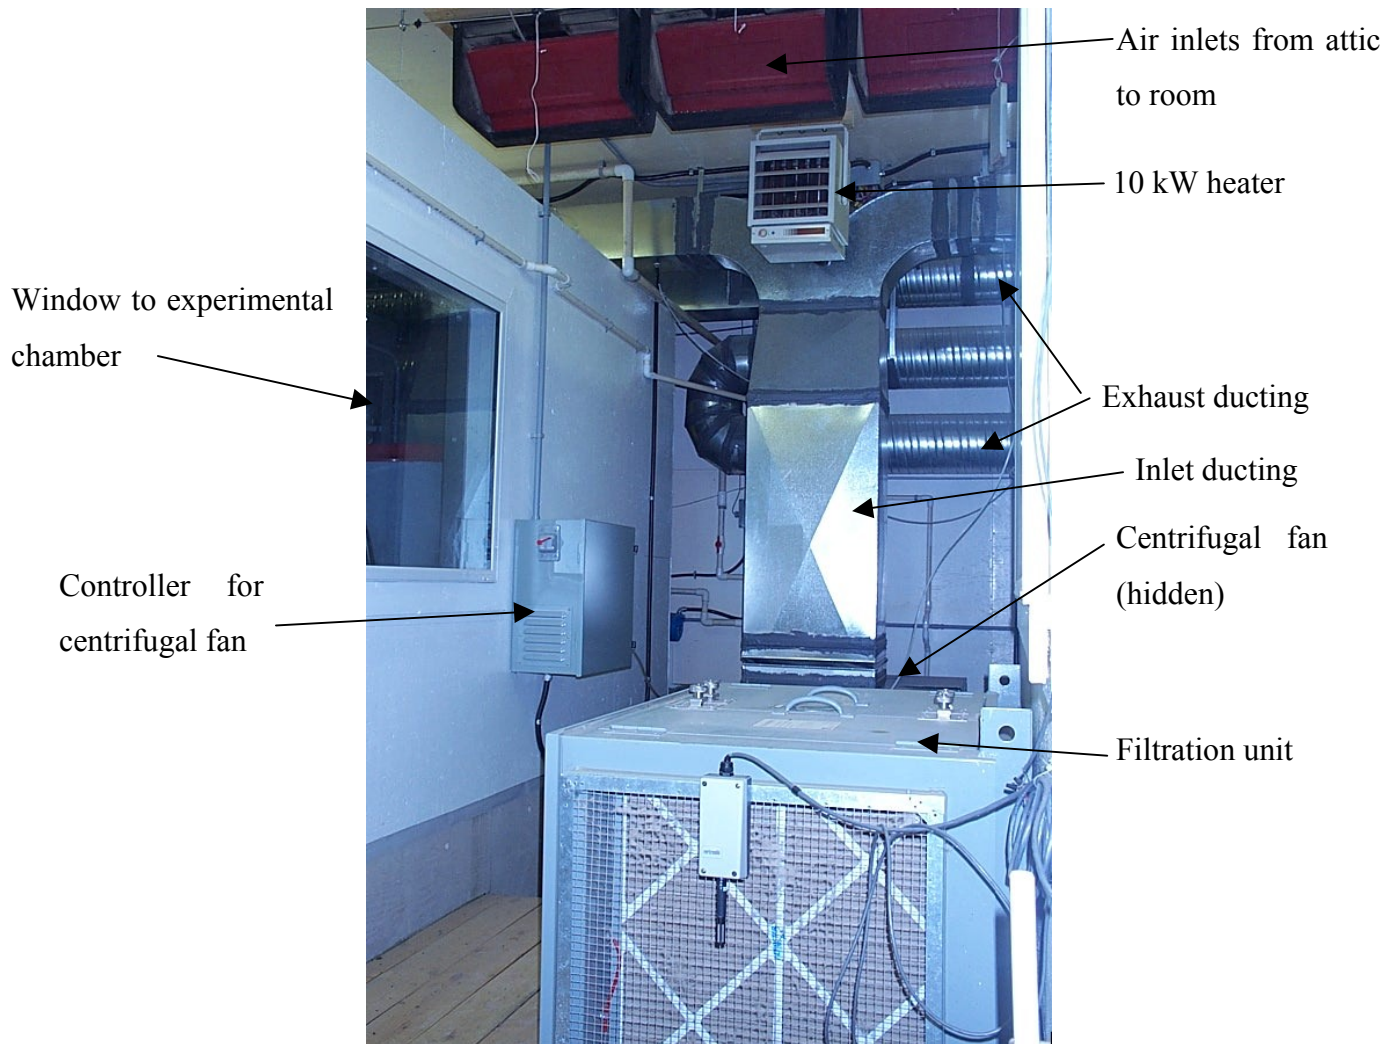 Air inlets from attic
to room
10 kW heater
Window to experimental
chamber
Exhaust ducting
Inlet ducting
Centrifugal fan
(hidden)
Controller for
centrifugal fan
Filtration unit